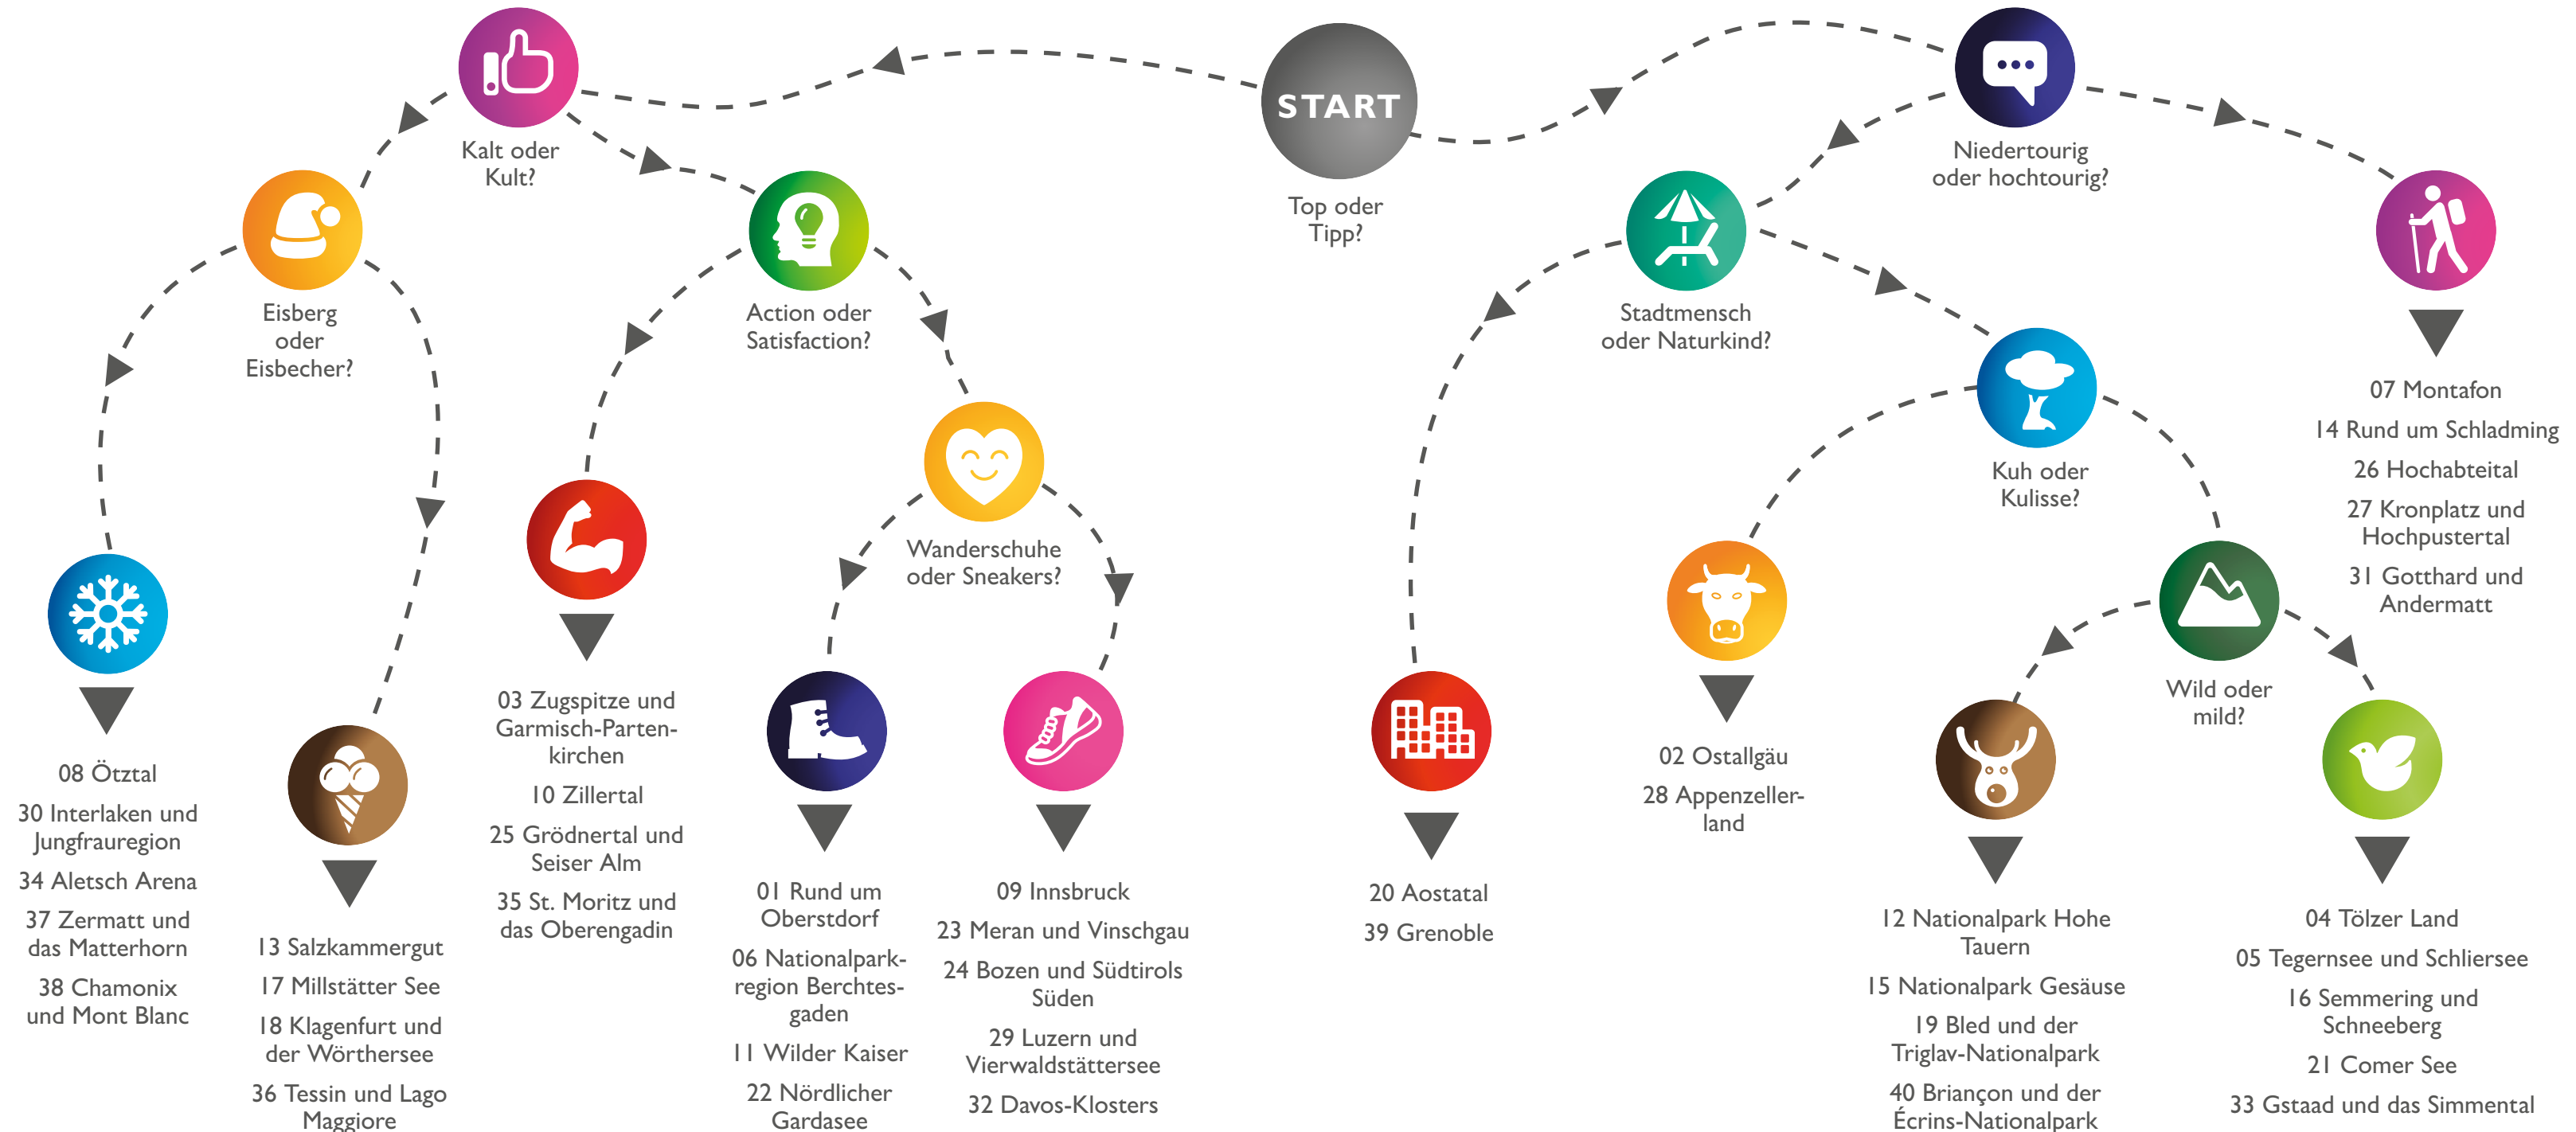 START
Top oder
Tipp?
Kalt oder
Kult?
Eisberg
oder
Eisbecher?
08 Ötztal
30 Interlaken und
Jungfrauregion
34 Aletsch Arena
37 Zermatt und
das Matterhorn
38 Chamonix
und Mont Blanc
13 Salzkammergut
17 Millstätter See
18 Klagenfurt und
der Wörthersee
36 Tessin und Lago
Maggiore
Action oder
Satisfaction?
03 Zugspitze und
Garmisch-Parten-
kirchen
10 Zillertal
25 Grödnertal und
Seiser Alm
35 St. Moritz und
das Oberengadin
Wanderschuhe
oder Sneakers?
01 Rund um
Oberstdorf
06 Nationalpark-
region Berchtes-
gaden
11 Wilder Kaiser
22 Nördlicher
Gardasee
09 Innsbruck
23 Meran und Vinschgau
24 Bozen und Südtirols
Süden
29 Luzern und
Vierwaldstättersee
32 Davos-Klosters
Niedertourig
oder hochtourig?
Stadtmensch
oder Naturkind?
20 Aostatal
39 Grenoble
Kuh oder
Kulisse?
02 Ostallgäu
28 Appenzeller-
land
Wild oder
mild?
12 Nationalpark Hohe
Tauern
15 Nationalpark Gesäuse
19 Bled und der
Triglav-Nationalpark
40 Briançon und der
Écrins-Nationalpark
04 Tölzer Land
05 Tegernsee und Schliersee
16 Semmering und
Schneeberg
21 Comer See
33 Gstaad und das Simmental
07 Montafon
14 Rund um Schladming
26 Hochabteital
27 Kronplatz und
Hochpustertal
31 Gotthard und
Andermatt